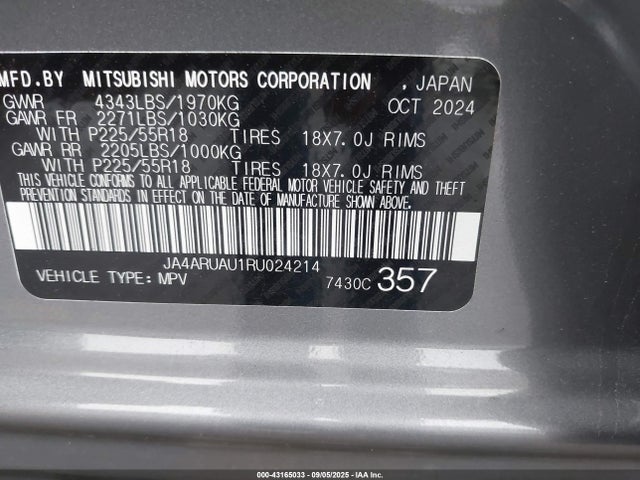 MFD.BY MITSUBISHI MOTORS CORPORATION , JAPAN
GWR 4343LBS/1970KG OCT 2024
GAWR FR 2271LBS/1030KG
WITH P225/55R18 TIRES 18X7.0J RIMS
GAWR RR 2205LBS/1000KG
WITH P225/55R18 TIRES 18X7.0J RIMS
THIS VEHICLE CONFORMS TO ALL APPLICABLE FEDERAL MOTOR VEHICLE SAFETY AND THEFT
PREVENTION STANDARDS IN EFFECT ON THE DATE OF MANUFACTURE SHOWN ABOVE.
JA4ARUAU1RU024214
VEHICLE TYPE: MPV 7430C 357
000-43165033 - 09/05/2025 - IAAI.COM